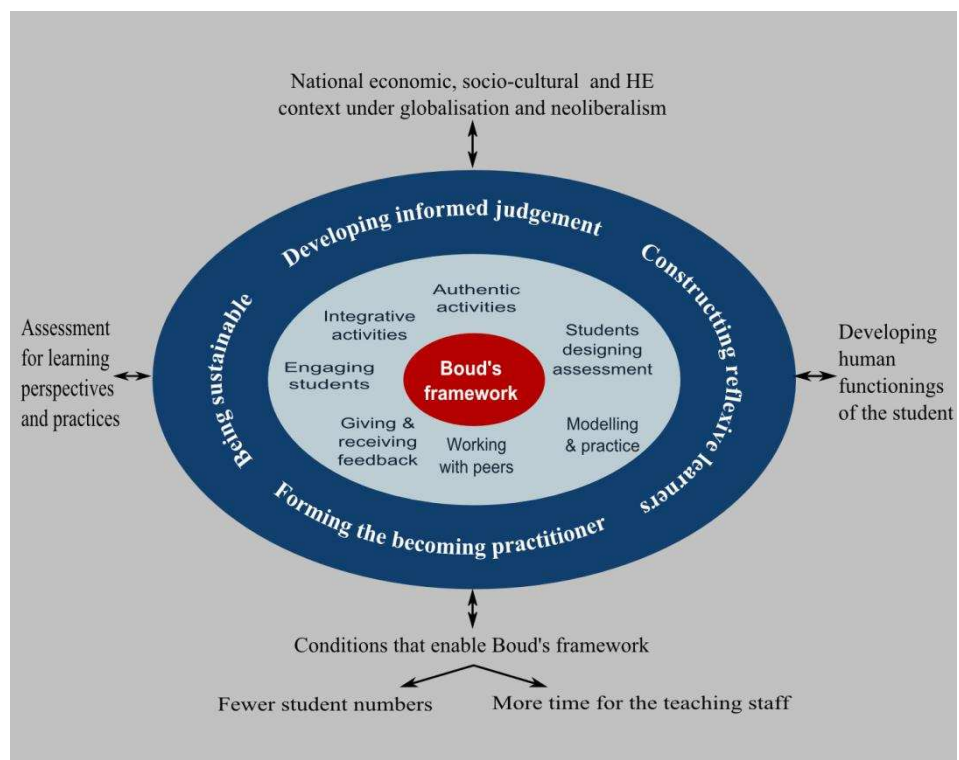 National economic, socio-cultural and HE
context under globalisation and neoliberalism
Developing informed judgement
Constructting reflexive learners
Being sustainable
Forming the becoming practitioner
Authentic
activities
Integrative
activities
Students
designing
assessment
Engaging
students
Boud's
framework
Giving &
receiving
feedback
Working
with peers
Modelling
& practice
Assessment
for learning
perspectives
and practices
Developing
human
functionings
of the student
Conditions that enable Boud's framework
Fewer student numbers
More time for the teaching staff